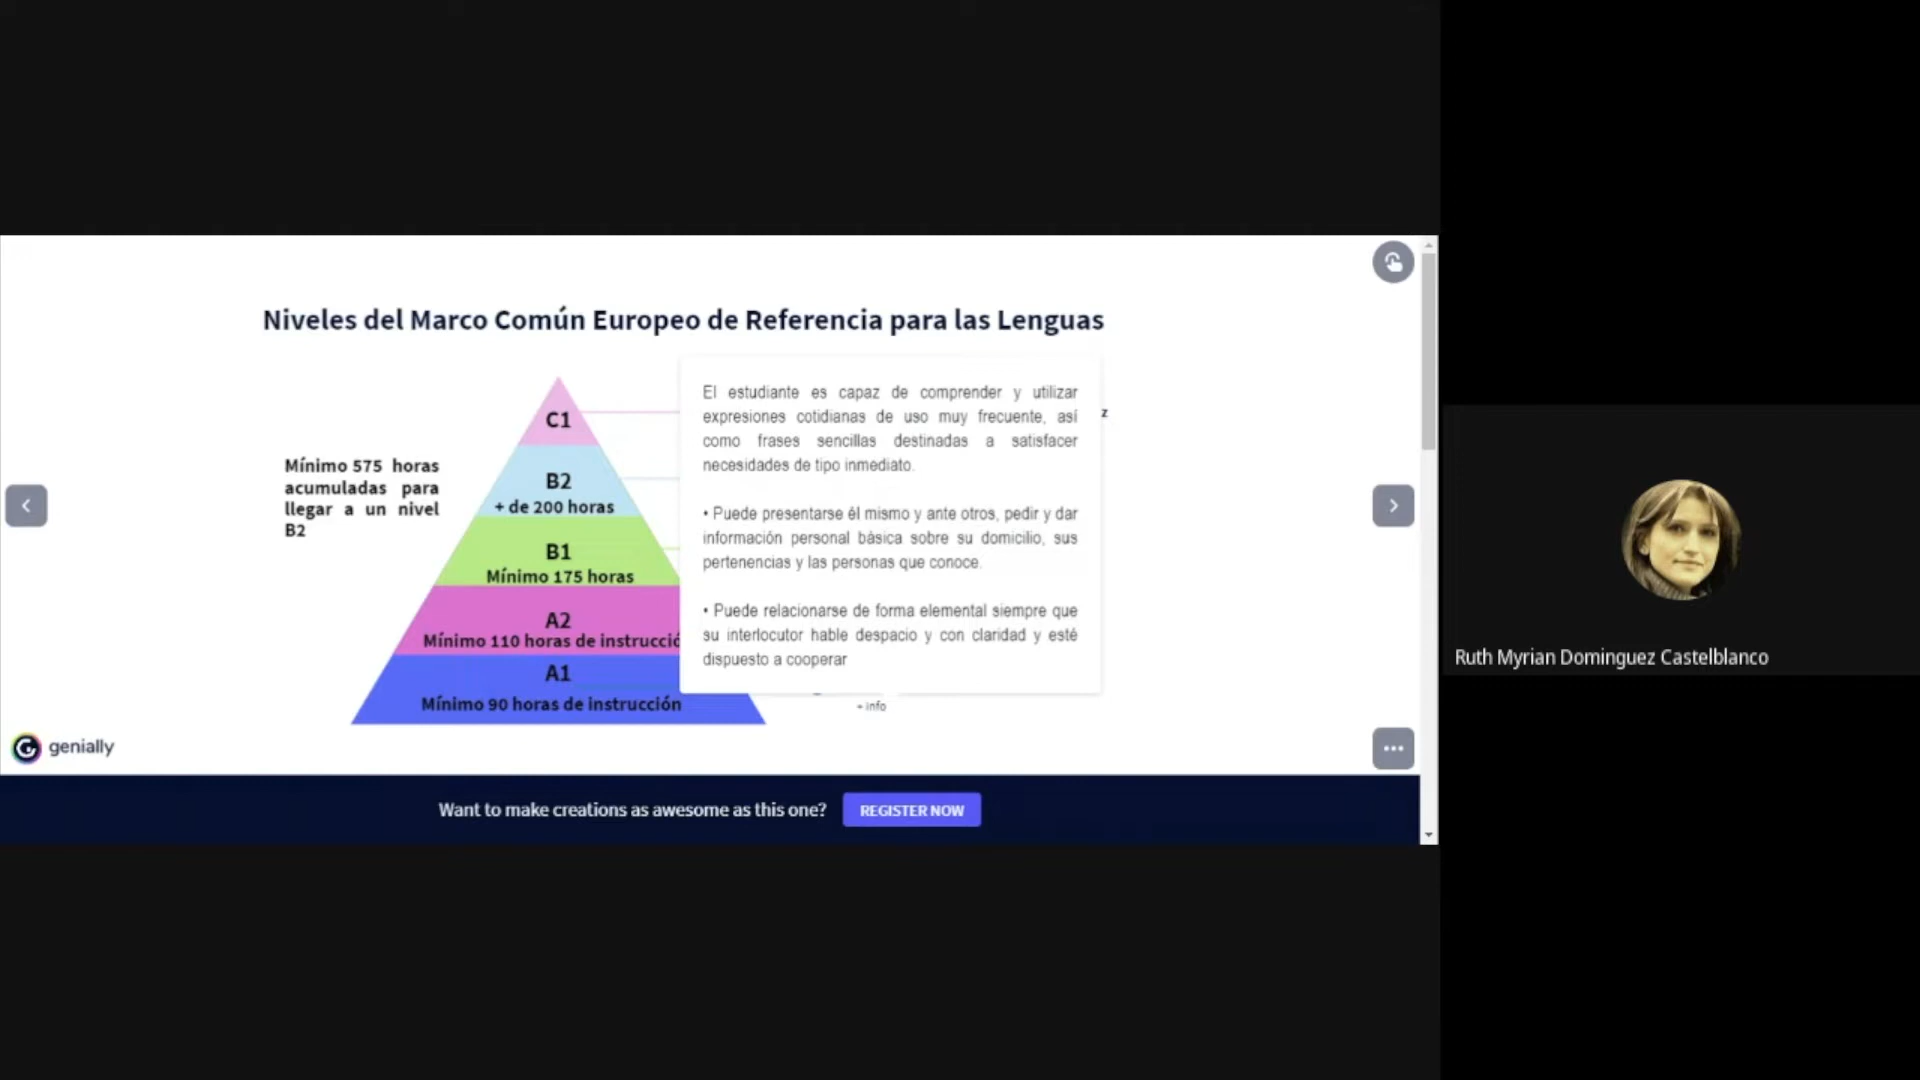 Niveles del Marco Común Europeo de Referencia para las Lenguas
Mínimo 575 horas
acumuladas para
llegar a un nivel
B2
C1
B2
+ de 200 horas
B1
Mínimo 175 horas
A2
Mínimo 110 horas de
A1
Mínimo 90 horas de instrucción
El estudiante es capaz de comprender y utilizar
expresiones cotidianas de uso muy frecuente, así
como frases sencillas destinadas a satisfacer
necesidades de tipo inmediato.
• Puede presentarse él mismo y ante otros, pedir y dar
información personal básica sobre su domicilio, sus
pertenencias y las personas que conoce.
• Puede relacionarse de forma elemental siempre que
su interlocutor hable despacio y con claridad y esté
dispuesto a cooperar
z
+ info
genially
Want to make creations as awesome as this one?
REGISTER NOW
Ruth Myrian Dominguez Castelblanco